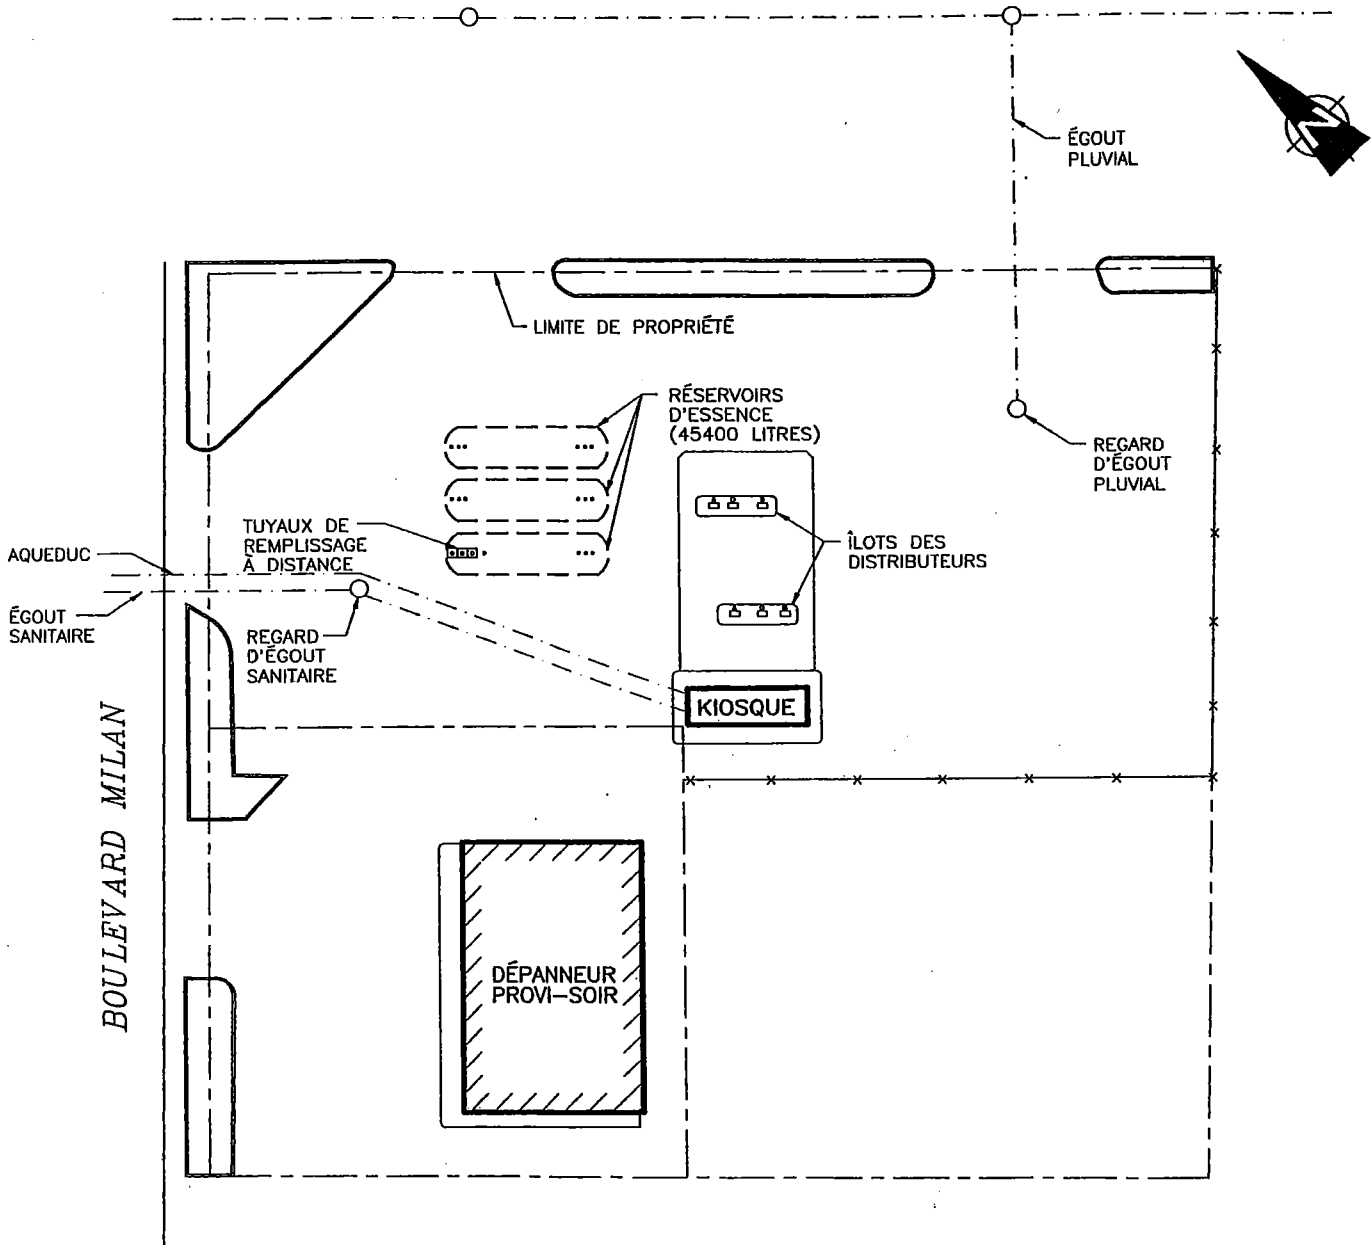 ÉGOUT
PLUVIAL
N
LIMITE DE PROPRIÉTÉ
RÉSERVOIRS
D'ESSENCE
(45400 LITRES)
REGARD
D'ÉGOUT
PLUVIAL
TUYAUX DE
REMPLISSAGE
À DISTANCE
ÎLOTS DES
DISTRIBUTEURS
AQUEDUC
ÉGOUT
SANITAIRE
REGARD
D'ÉGOUT
SANITAIRE
KIOSQUE
BOULEVARD MILAN
DÉPANNEUR
PROVI-SOIR